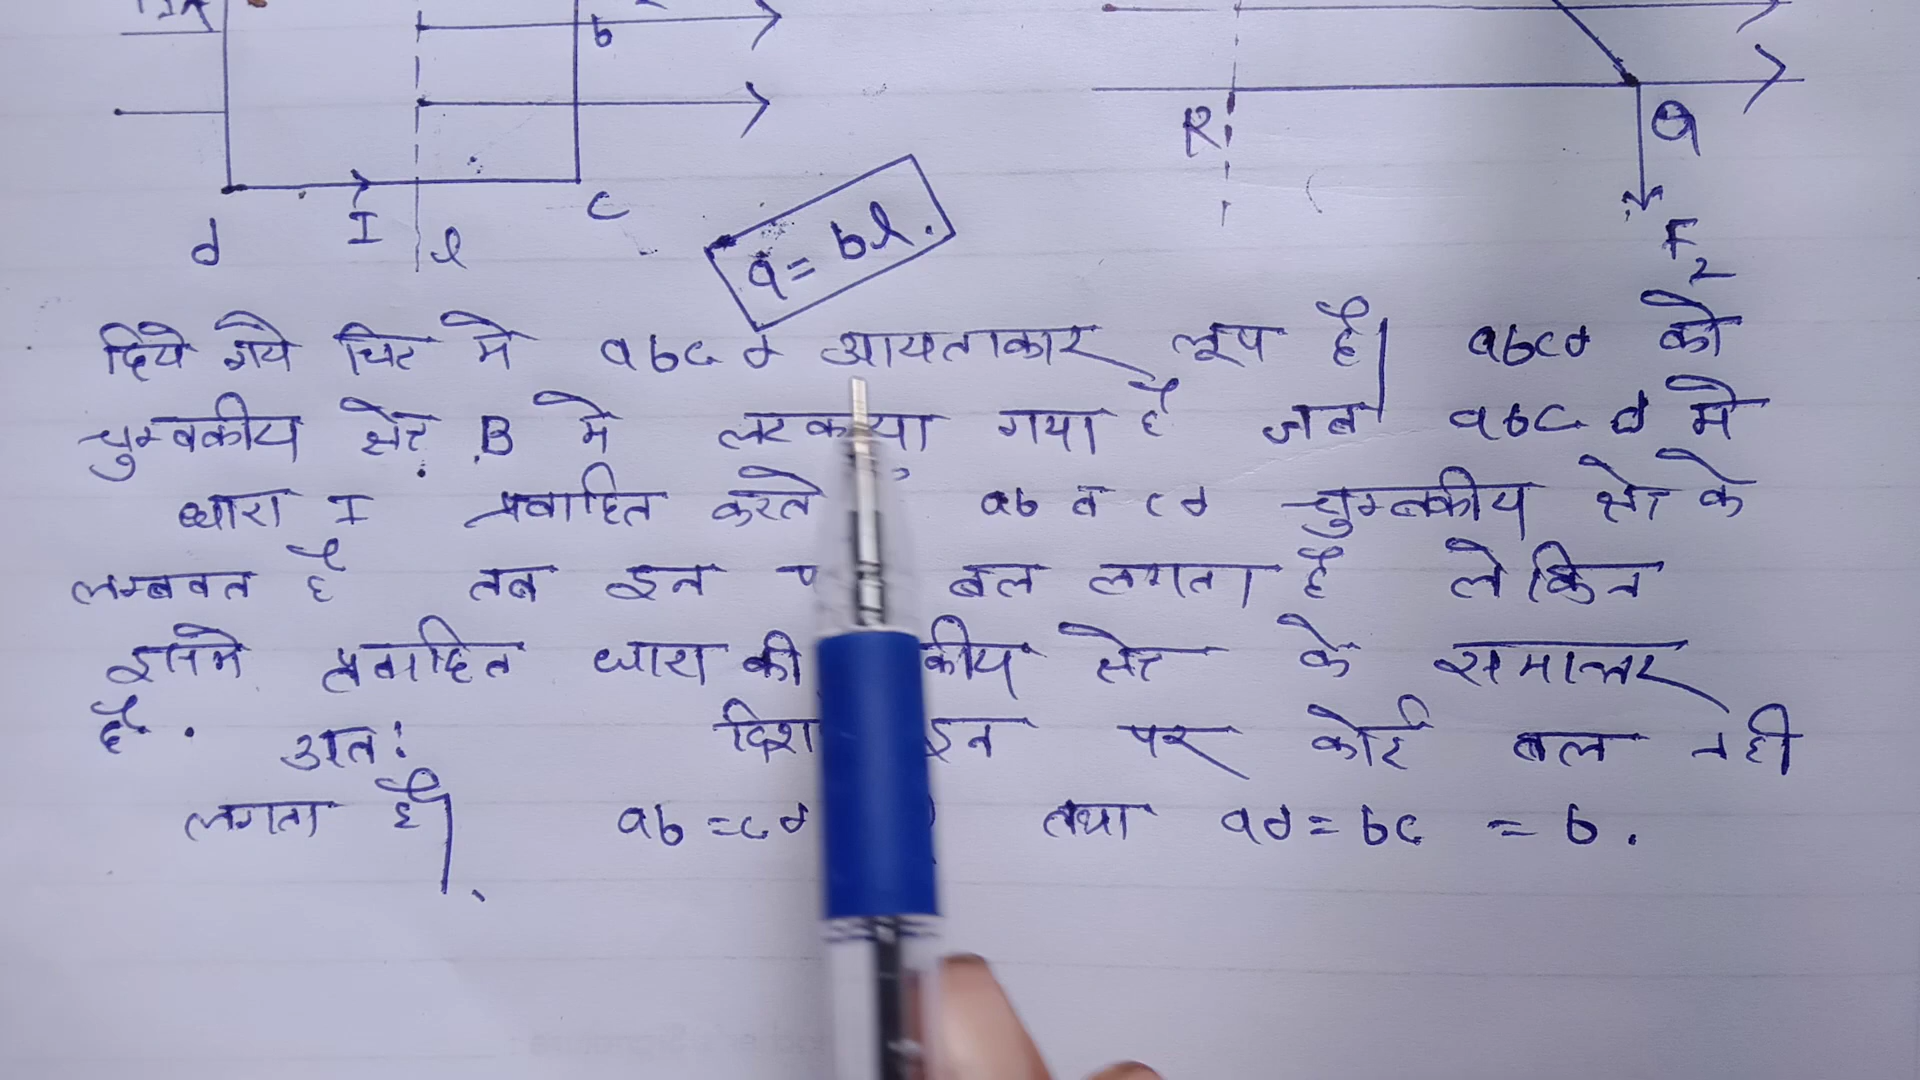 b
R
Q
c
I
d
l
F2
a = bl.
दिये गये चित्र मे abcd आयताकार लूप है। abcd को
चुम्बकीय क्षेत्र B मे लटकाया गया है जब abcd मे
धारा I प्रवाहित करते ab व cd चुम्बकीय क्षेत्र के
लम्बवत है तब इन बल लगता है लेकिन
इनमे प्रवाहित धारा की कीय क्षेत्र के समान्तर
है. अतः दिशा इन पर कोई बल नही
लगता है। ab = cd तथा ad = bc = b.